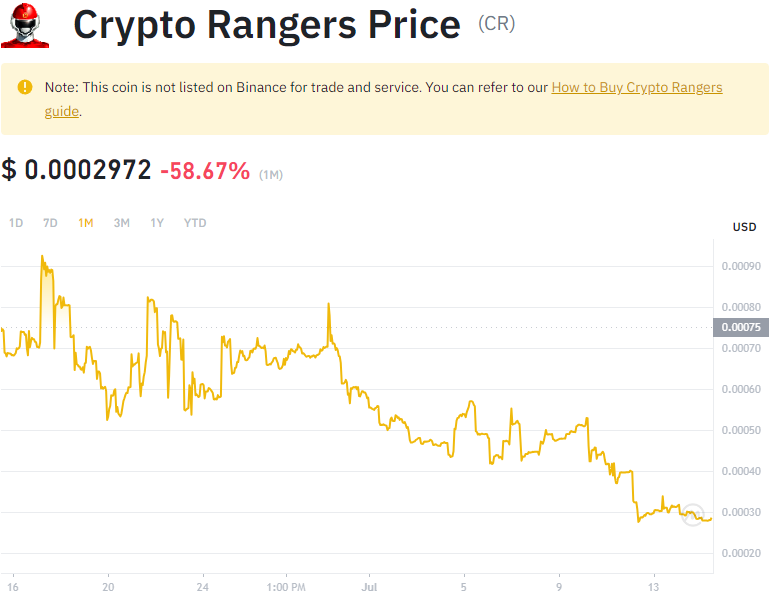 Crypto Rangers Price (CR)
Note: This coin is not listed on Binance for trade and service. You can refer to our How to Buy Crypto Rangers
guide.
$ 0.0002972 -58.67% (1M)
1D 7D 1M 3M 1Y YTD
USD
0.00090
0.00080
0.00075
0.00070
0.00060
0.00050
0.00040
0.00030
0.00020
16 20 24 1:00 PM Jul 5 9 13